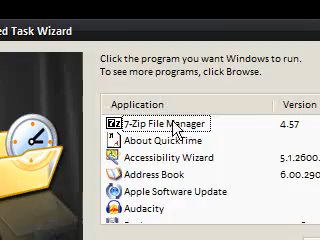 ed Task Wizard
Click the program you want Windows to run.
To see more programs, click Browse.
Application Version
7-Zip File Manager 4.57
About QuickTime
Accessibility Wizard 5.1.2600.
Address Book 6.00.290
Apple Software Update
Audacity